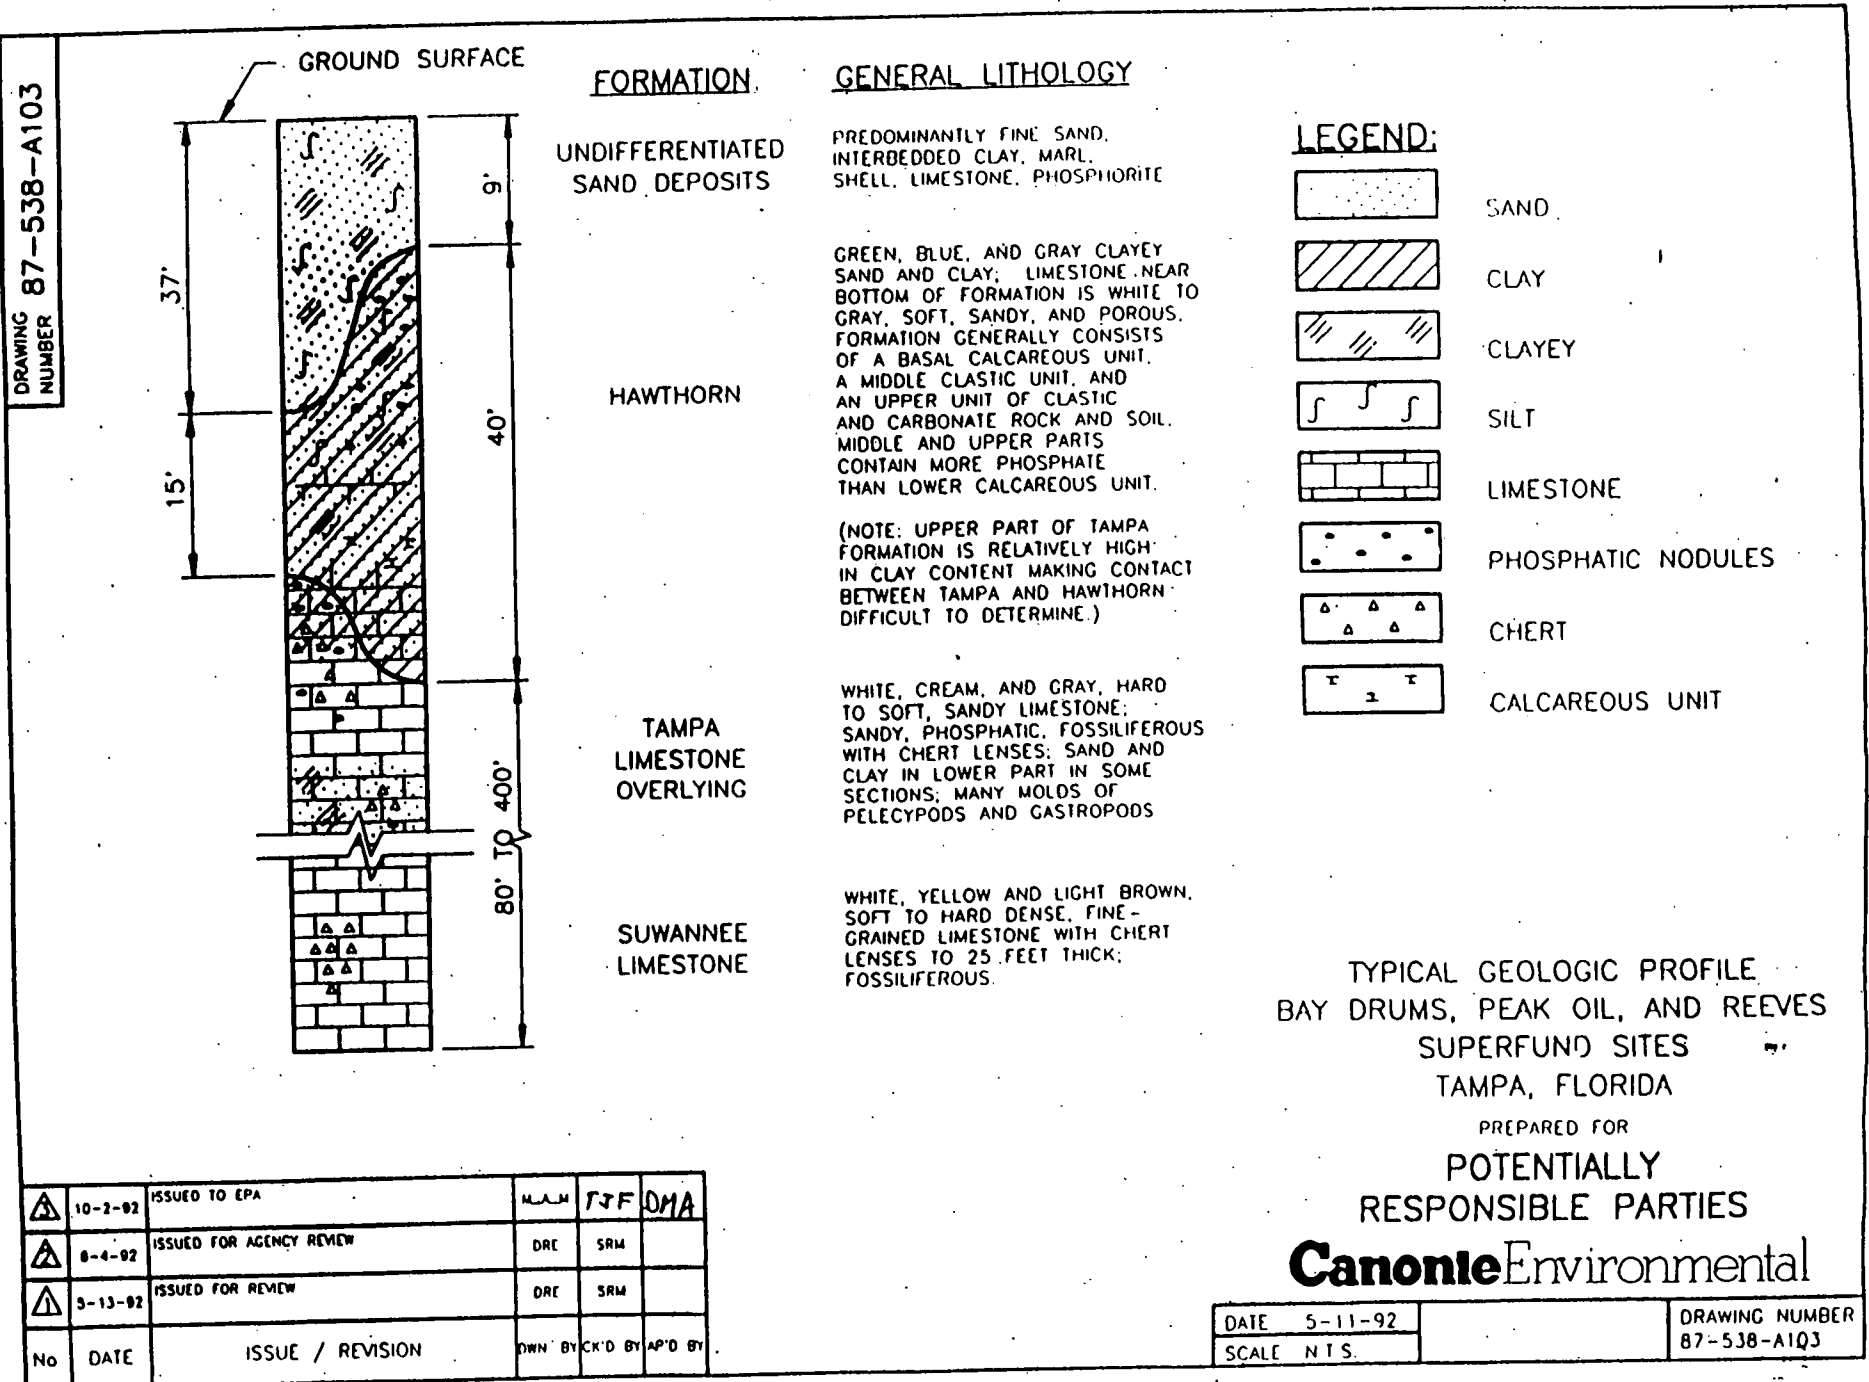 DRAWING
NUMBER 87-538-A103
GROUND SURFACE
37'
15'
9'
40'
80' TO 400'
FORMATION
GENERAL LITHOLOGY
UNDIFFERENTIATED
SAND DEPOSITS
PREDOMINANTLY FINE SAND,
INTERBEDDED CLAY, MARL,
SHELL, LIMESTONE, PHOSPHORITE
HAWTHORN
GREEN, BLUE, AND GRAY CLAYEY
SAND AND CLAY; LIMESTONE NEAR
BOTTOM OF FORMATION IS WHITE TO
GRAY, SOFT, SANDY, AND POROUS.
FORMATION GENERALLY CONSISTS
OF A BASAL CALCAREOUS UNIT,
A MIDDLE CLASTIC UNIT, AND
AN UPPER UNIT OF CLASTIC
AND CARBONATE ROCK AND SOIL.
MIDDLE AND UPPER PARTS
CONTAIN MORE PHOSPHATE
THAN LOWER CALCAREOUS UNIT.
(NOTE: UPPER PART OF TAMPA
FORMATION IS RELATIVELY HIGH
IN CLAY CONTENT MAKING CONTACT
BETWEEN TAMPA AND HAWTHORN
DIFFICULT TO DETERMINE.)
TAMPA
LIMESTONE
OVERLYING
WHITE, CREAM, AND GRAY, HARD
TO SOFT, SANDY LIMESTONE;
SANDY, PHOSPHATIC, FOSSILIFEROUS
WITH CHERT LENSES; SAND AND
CLAY IN LOWER PART IN SOME
SECTIONS; MANY MOLDS OF
PELECYPODS AND GASTROPODS
SUWANNEE
LIMESTONE
WHITE, YELLOW AND LIGHT BROWN,
SOFT TO HARD DENSE, FINE-
GRAINED LIMESTONE WITH CHERT
LENSES TO 25 FEET THICK;
FOSSILIFEROUS.
LEGEND:
SAND
CLAY
CLAYEY
SILT
LIMESTONE
PHOSPHATIC NODULES
CHERT
CALCAREOUS UNIT
TYPICAL GEOLOGIC PROFILE
BAY DRUMS, PEAK OIL, AND REEVES
SUPERFUND SITES
TAMPA, FLORIDA
PREPARED FOR
POTENTIALLY
RESPONSIBLE PARTIES
Canonie Environmental
DATE 5-11-92
SCALE N T S.
DRAWING NUMBER
87-538-A103
3 10-2-92 ISSUED TO EPA M.A.M TJF DMA
2 ISSUED FOR AGENCY REVIEW DRE SRM
1 5-13-92 ISSUED FOR REVIEW DRE SRM
No DATE ISSUE / REVISION DWN BY CK'D BY AP'D BY